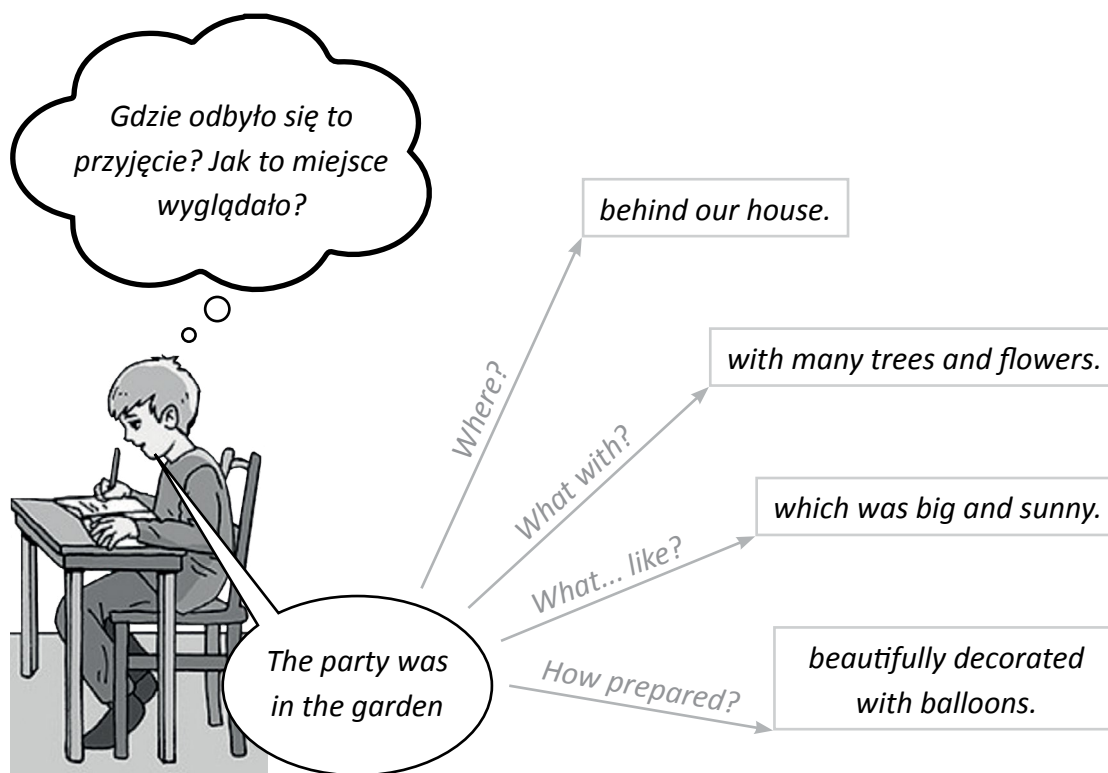 Gdzie odbyło się to
przyjęcie? Jak to miejsce
wyglądało?
behind our house.
Where?
with many trees and flowers.
What with?
which was big and sunny.
What... like?
The party was
in the garden
How prepared?
beautifully decorated
with balloons.